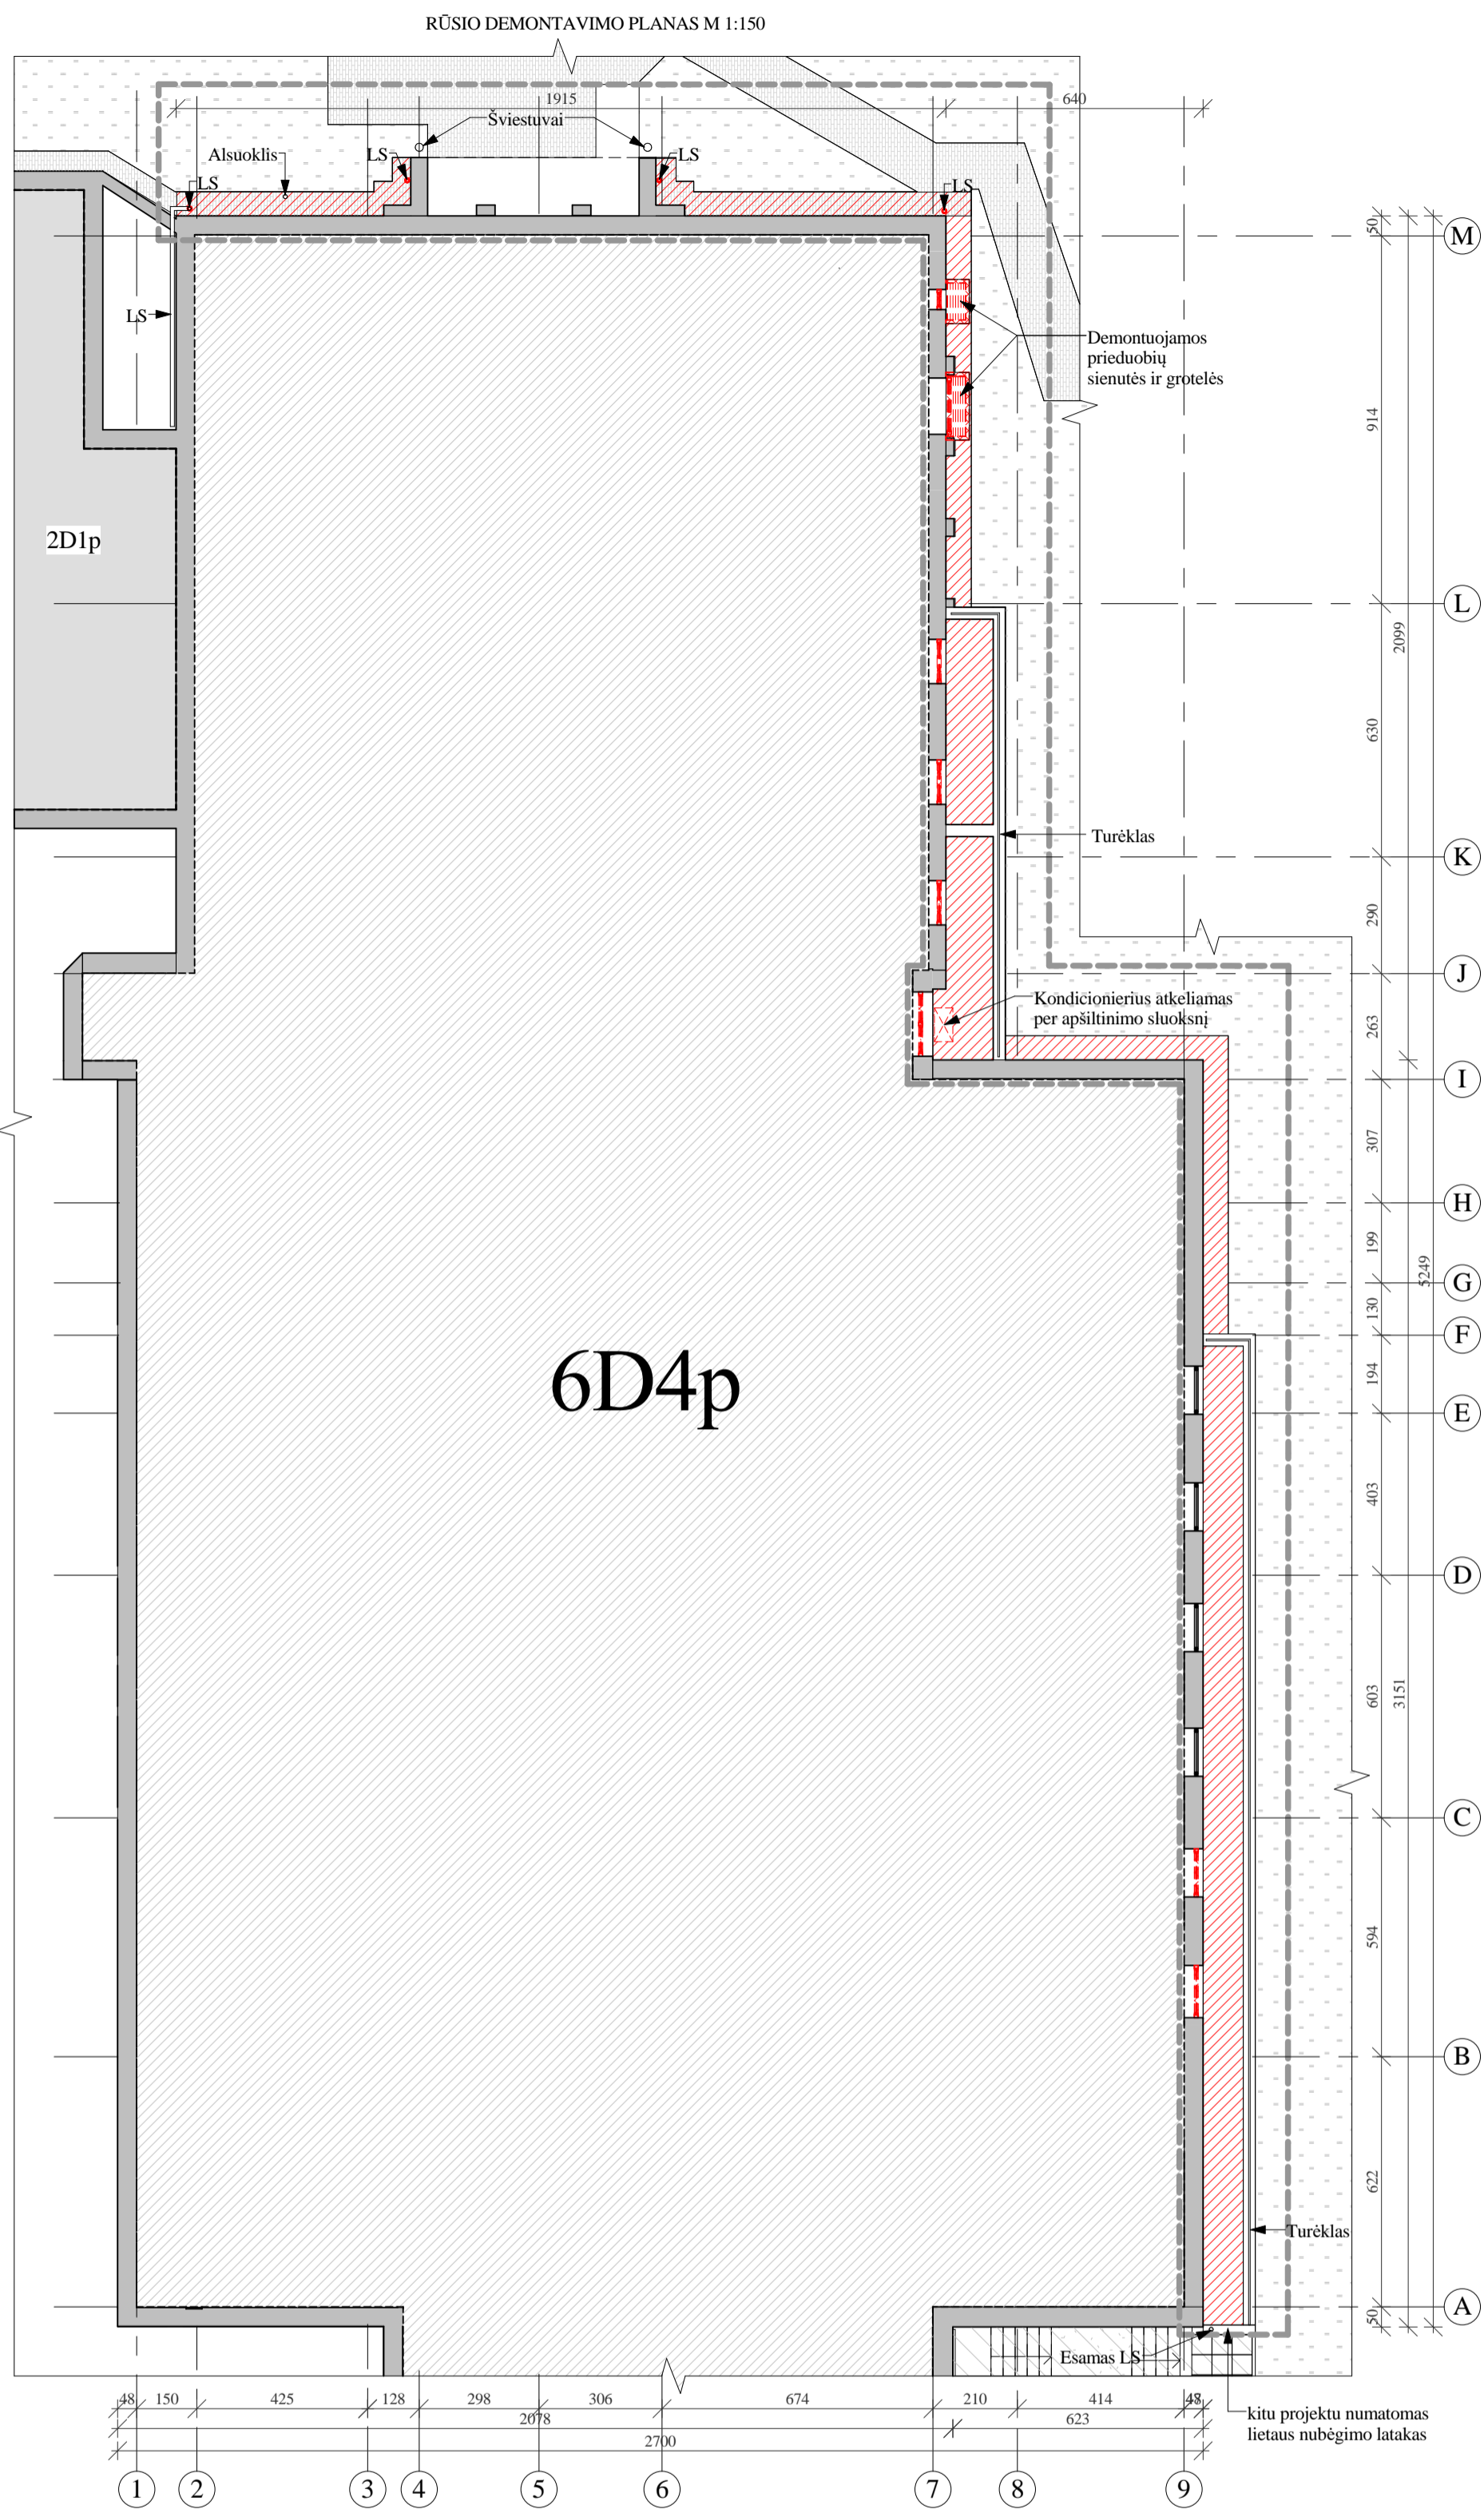 RŪSIO DEMONTAVIMO PLANAS M 1:150
1915
640
Šviestuvai
Alsuoklis
LS
LS
LS
LS
LS
50
M
Demontuojamos
prieduobių
sienutės ir grotelės
914
2D1p
L
2099
630
Turėklas
K
290
J
Kondicionierius atkeliamas
per apšiltinimo sluoksnį
263
I
307
H
199
5249
G
130
F
6D4p
194
E
403
D
603
3151
C
594
B
622
Turėklas
A
50
Esamas LS
48
150
425
128
298
306
674
210
414
47
kitu projektu numatomas
lietaus nubėgimo latakas
2078
623
2700
1
2
3
4
5
6
7
8
9